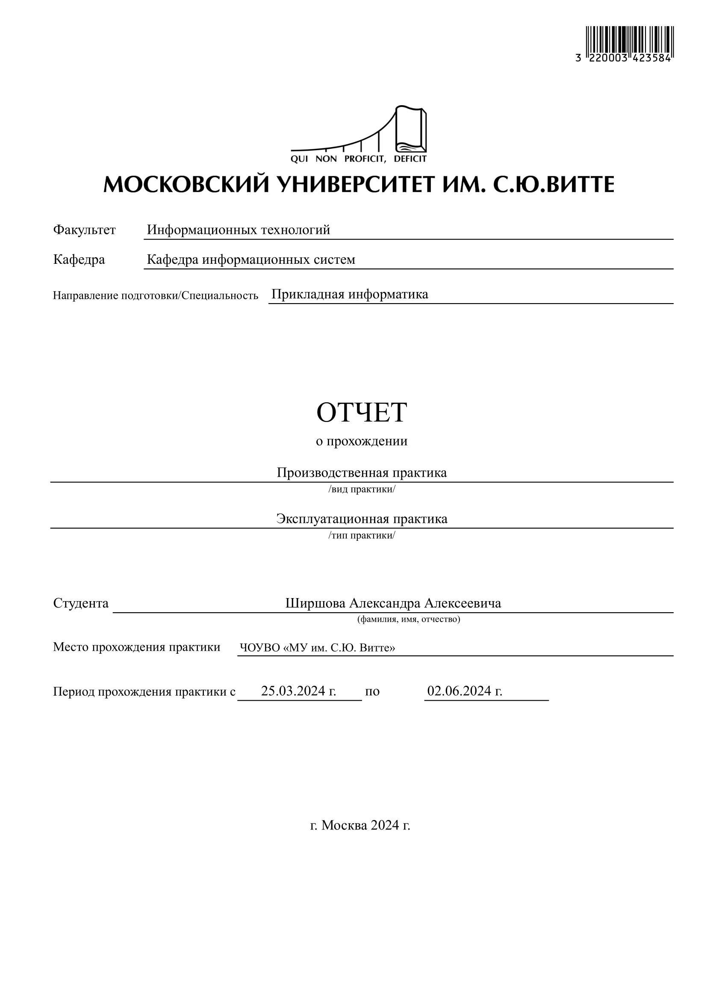 3 220003 423584
QUI NON PROFICIT, DEFICIT
МОСКОВСКИЙ УНИВЕРСИТЕТ ИМ. С.Ю.ВИТТЕ
Факультет Информационных технологий
Кафедра Кафедра информационных систем
Направление подготовки/Специальность Прикладная информатика
ОТЧЕТ
о прохождении
Производственная практика
/вид практики/
Эксплуатационная практика
/тип практики/
Студента Ширшова Александра Алексеевича
(фамилия, имя, отчество)
Место прохождения практики ЧОУВО «МУ им. С.Ю. Витте»
Период прохождения практики с 25.03.2024 г. по 02.06.2024 г.
г. Москва 2024 г.